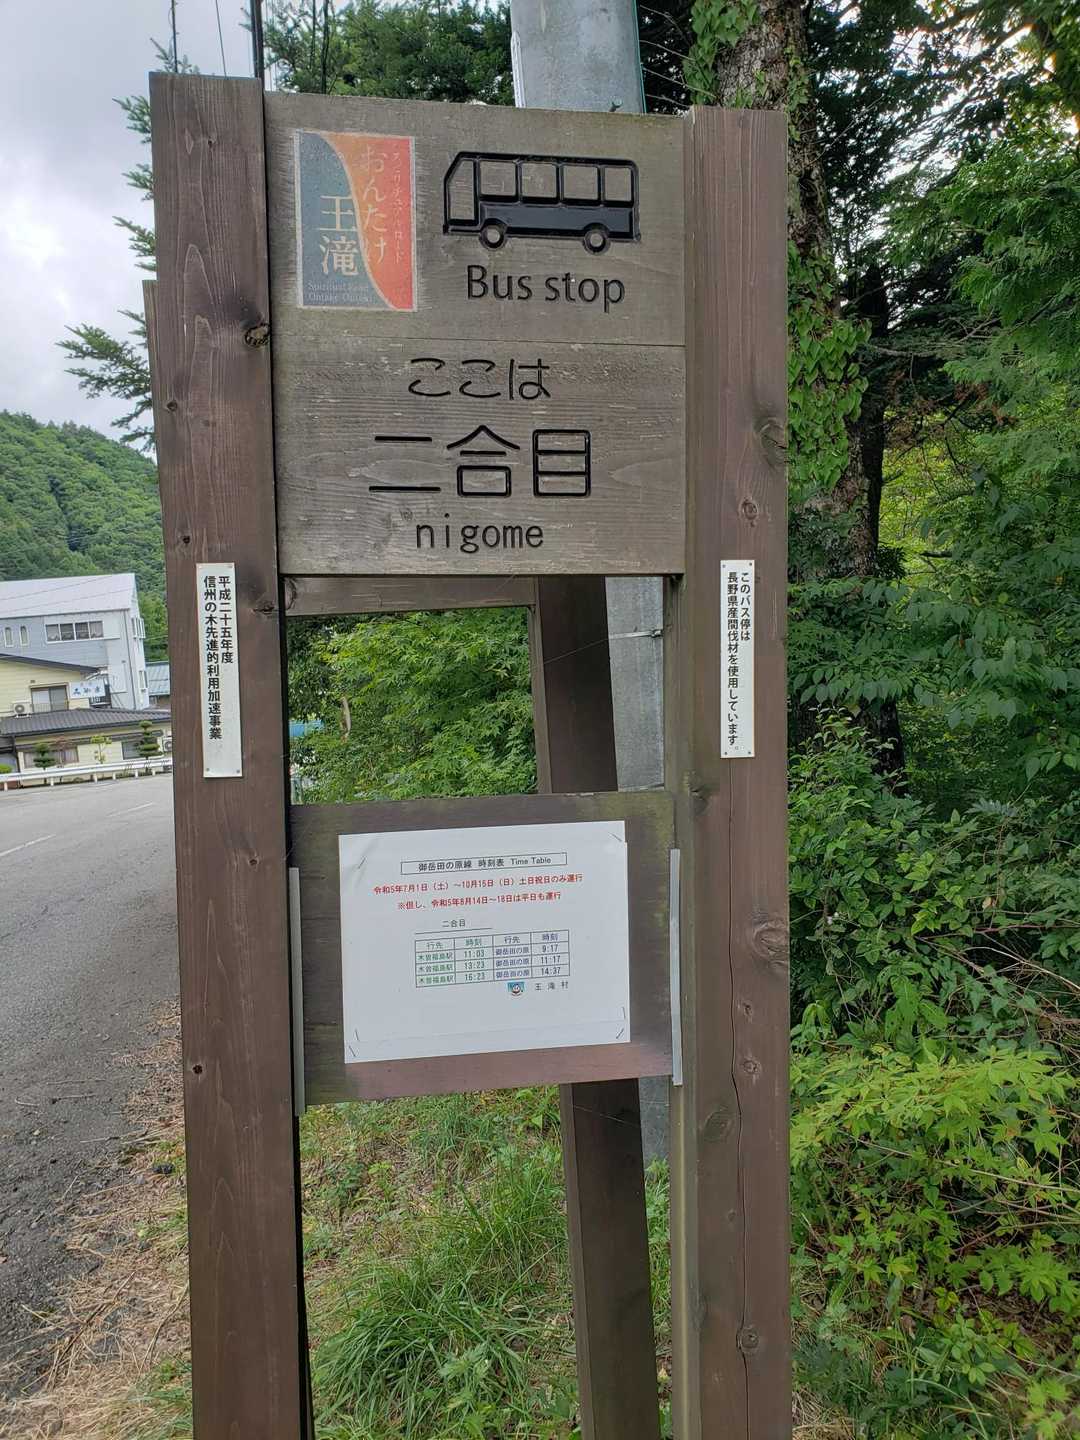 スピリチュアルロード
おんたけ
王滝
Spiritual Road
Ontake Outaki
Bus stop
ここは
二合目
nigome
平成二十五年度
信州の木先進的利用加速事業
このバス停は
長野県産間伐材を使用しています。
御岳田の原線 時刻表 Time Table
令和5年7月1日（土）～10月15日（日）土日祝日のみ運行
※但し、令和5年8月14日～18日は平日も運行
二合目
行先 時刻 行先 時刻
木曽福島駅 11:03 御岳田の原 9:17
木曽福島駅 13:23 御岳田の原 11:17
木曽福島駅 16:23 御岳田の原 14:37
王滝村